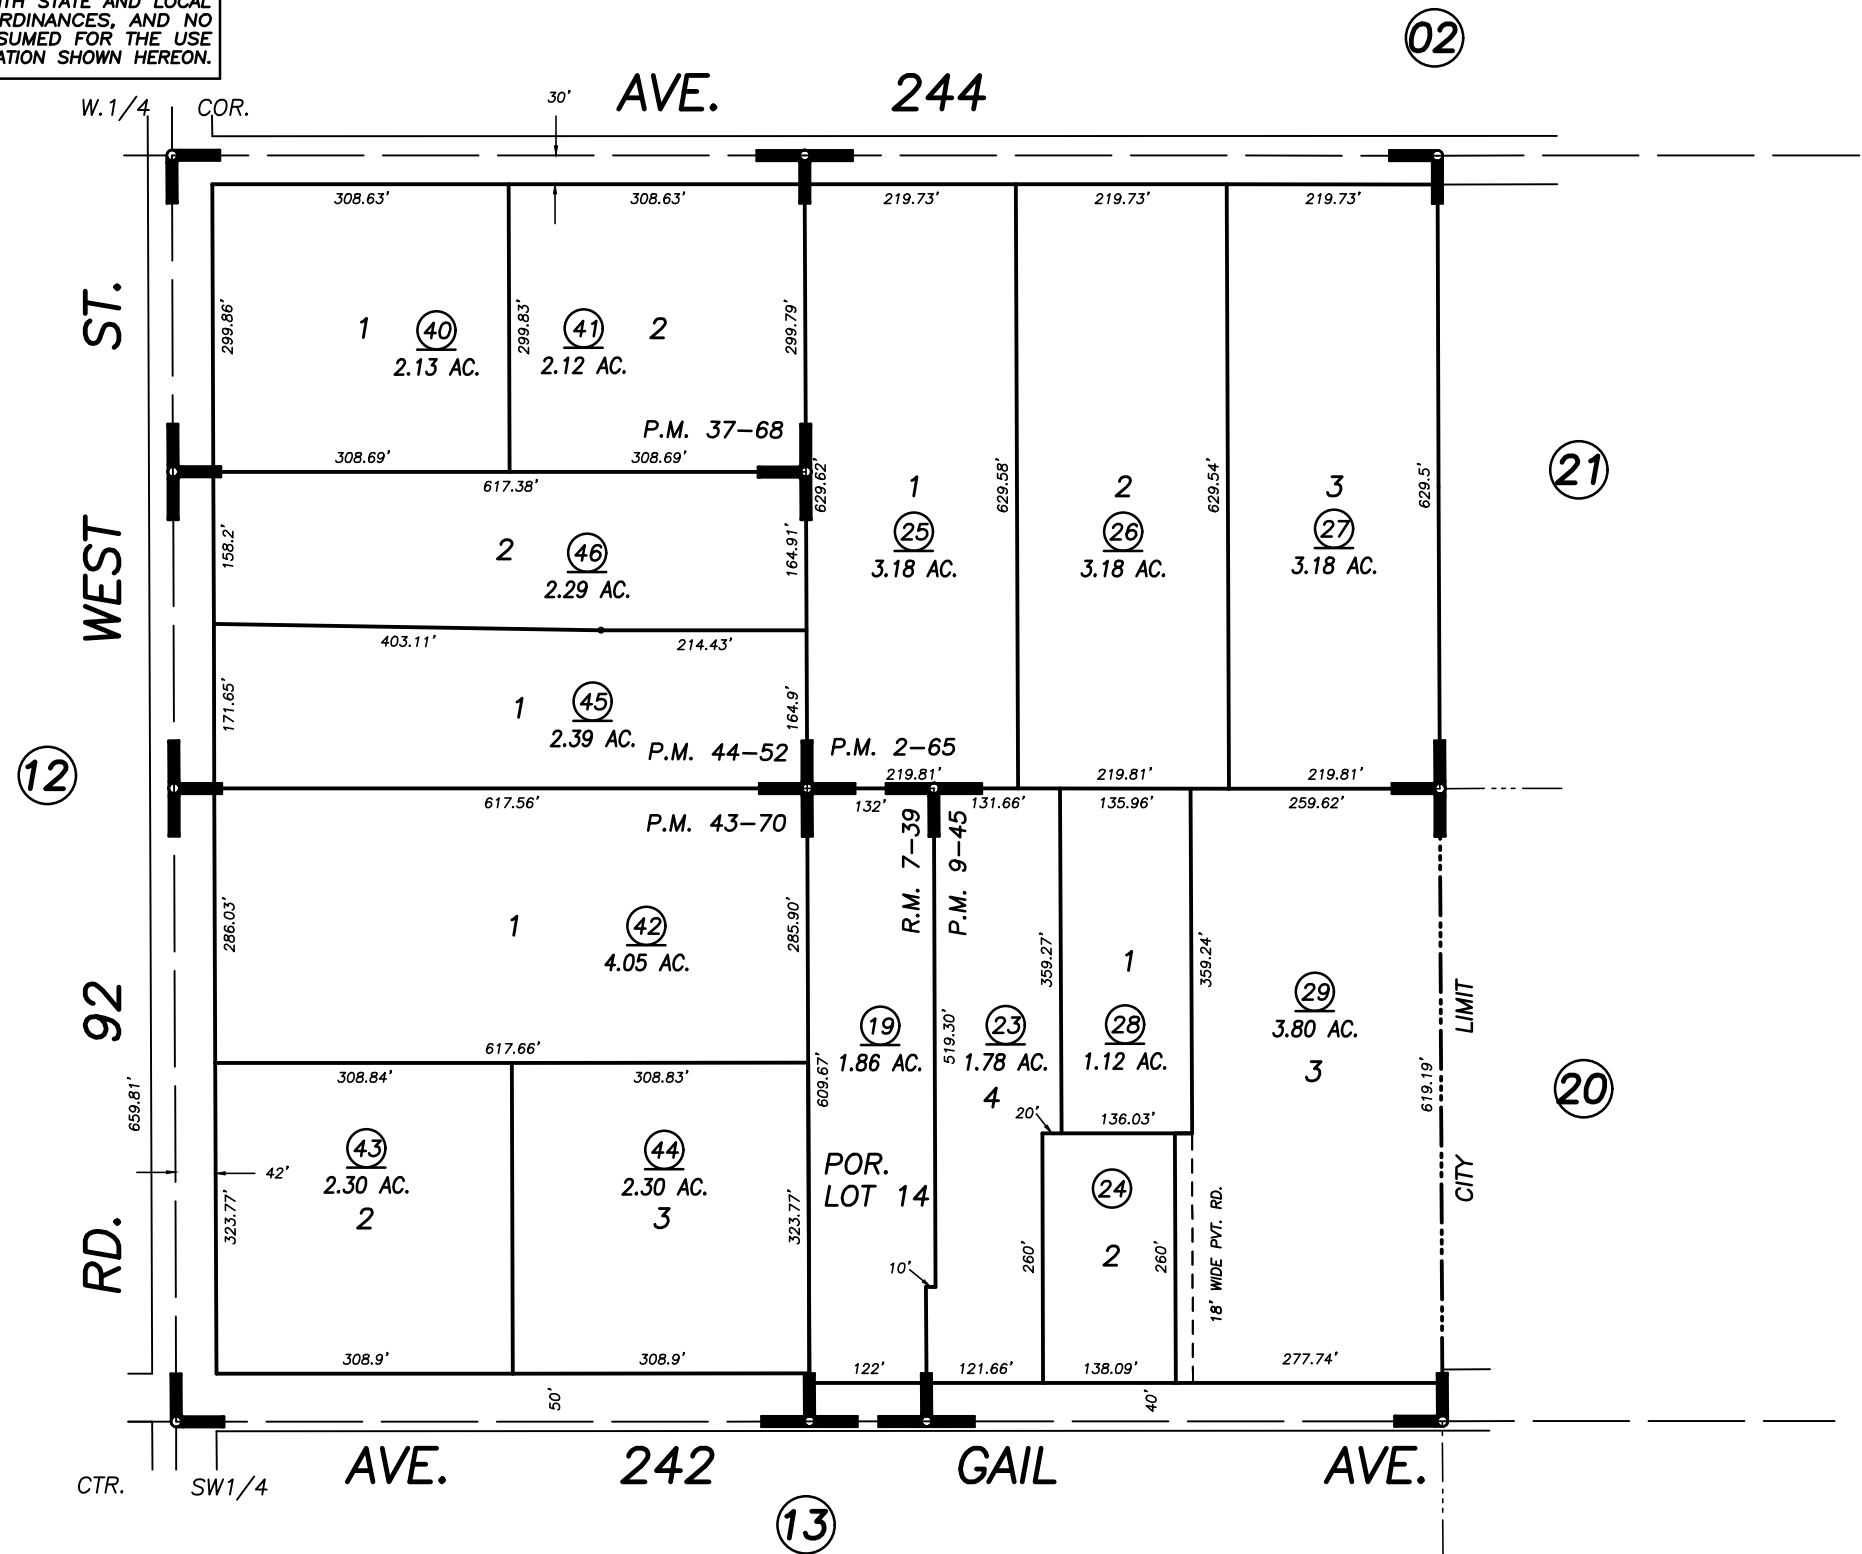 STATE AND LOCAL
AND NO
FOR THE USE
SHOWN HEREON.
02
AVE. 244
W.1/4 COR.
30'
308.63' 308.63' 219.73' 219.73' 219.73'
ST.
299.86' 299.83' 299.79'
1 40 41 2
2.13 AC. 2.12 AC.
P.M. 37-68
308.69' 308.69'
617.38'
629.62' 629.58' 629.54' 629.5'
21
1 2 3
25 26 27
3.18 AC. 3.18 AC. 3.18 AC.
WEST
158.2' 164.91'
2 46
2.29 AC.
403.11' 214.43'
171.65' 164.9'
1 45
2.39 AC.
P.M. 44-52 P.M. 2-65
12
219.81' 219.81' 219.81'
617.56' 132' 131.66' 135.96' 259.62'
P.M. 43-70
R.M. 7-39
P.M. 9-45
286.03' 285.90'
1 42
4.05 AC.
359.27' 359.24'
1
92
29
3.80 AC.
3
LIMIT
19 23 28
1.86 AC. 1.78 AC. 1.12 AC.
4
519.30'
617.66'
308.84' 308.83'
609.67'
619.19'
20
659.81'
20'
136.03'
43 44
2.30 AC. 2.30 AC.
2 3
42'
POR.
LOT 14
CITY
24
2
RD.
323.77' 323.77'
260' 260'
18' WIDE PVT. RD.
10'
308.9' 308.9' 122' 121.66' 138.09' 277.74'
50' 40'
AVE. 242 GAIL AVE.
CTR. SW1/4
13